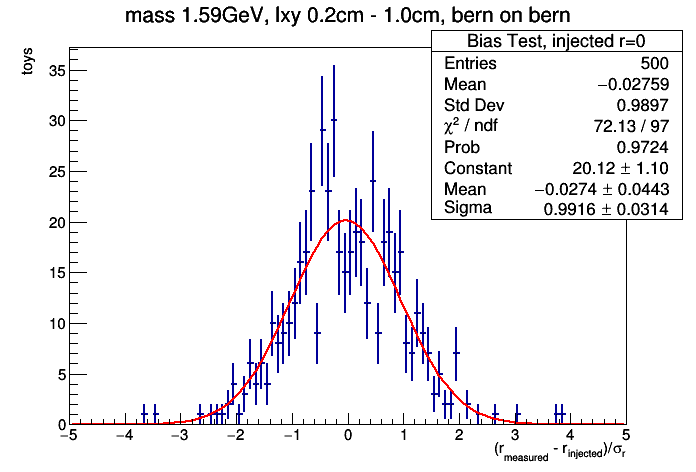 mass 1.59GeV, lxy 0.2cm - 1.0cm, bern on bern
Bias Test, injected r=0
Entries 500
Mean −0.02759
Std Dev 0.9897
χ² / ndf 72.13 / 97
Prob 0.9724
Constant 20.12 ± 1.10
Mean −0.0274 ± 0.0443
Sigma 0.9916 ± 0.0314
toys
35
30
25
20
15
10
5
0
−5 −4 −3 −2 −1 0 1 2 3 4 5
(r_measured - r_injected)/σ_r